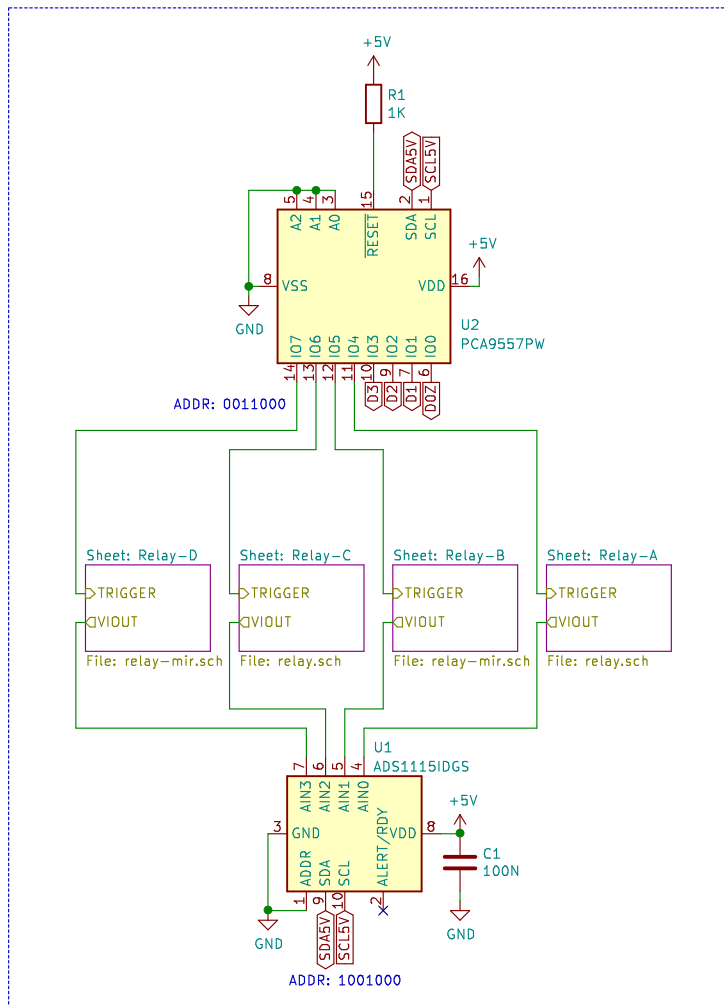 +5V
R1
1K
SDA5V
SCL5V
5
4
3
15
2
1
A2
A1
A0
RESET
SDA
SCL
+5V
8
VSS
VDD
16
GND
U2
PCA9557PW
IO7
IO6
IO5
IO4
IO3
IO2
IO1
IO0
14
13
12
11
10
9
7
6
D3
D2
D1
D0Z
ADDR: 0011000
Sheet: Relay-D
Sheet: Relay-C
Sheet: Relay-B
Sheet: Relay-A
TRIGGER
TRIGGER
TRIGGER
TRIGGER
VIOUT
VIOUT
VIOUT
VIOUT
File: relay-mir.sch
File: relay.sch
File: relay-mir.sch
File: relay.sch
U1
ADS1115IDGS
7
6
5
4
AIN3
AIN2
AIN1
AIN0
+5V
3
GND
ALERT/RDY
VDD
8
C1
100N
ADDR
SDA
SCL
1
9
10
2
SDA5V
SCL5V
GND
GND
ADDR: 1001000